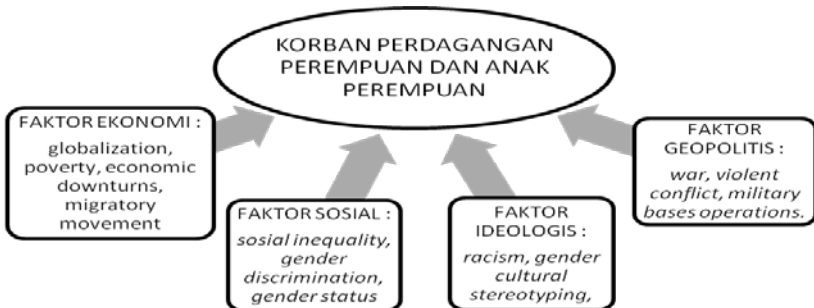 KORBAN PERDAGANGAN
PEREMPUAN DAN ANAK
PEREMPUAN
FAKTOR EKONOMI :
globalization,
poverty, economic
downturns,
migratory
movement
FAKTOR SOSIAL :
sosial inequality,
gender
discrimination,
gender status
FAKTOR
IDEOLOGIS :
racism, gender
cultural
stereotyping,
FAKTOR
GEOPOLITIS :
war, violent
conflict, military
bases operations.